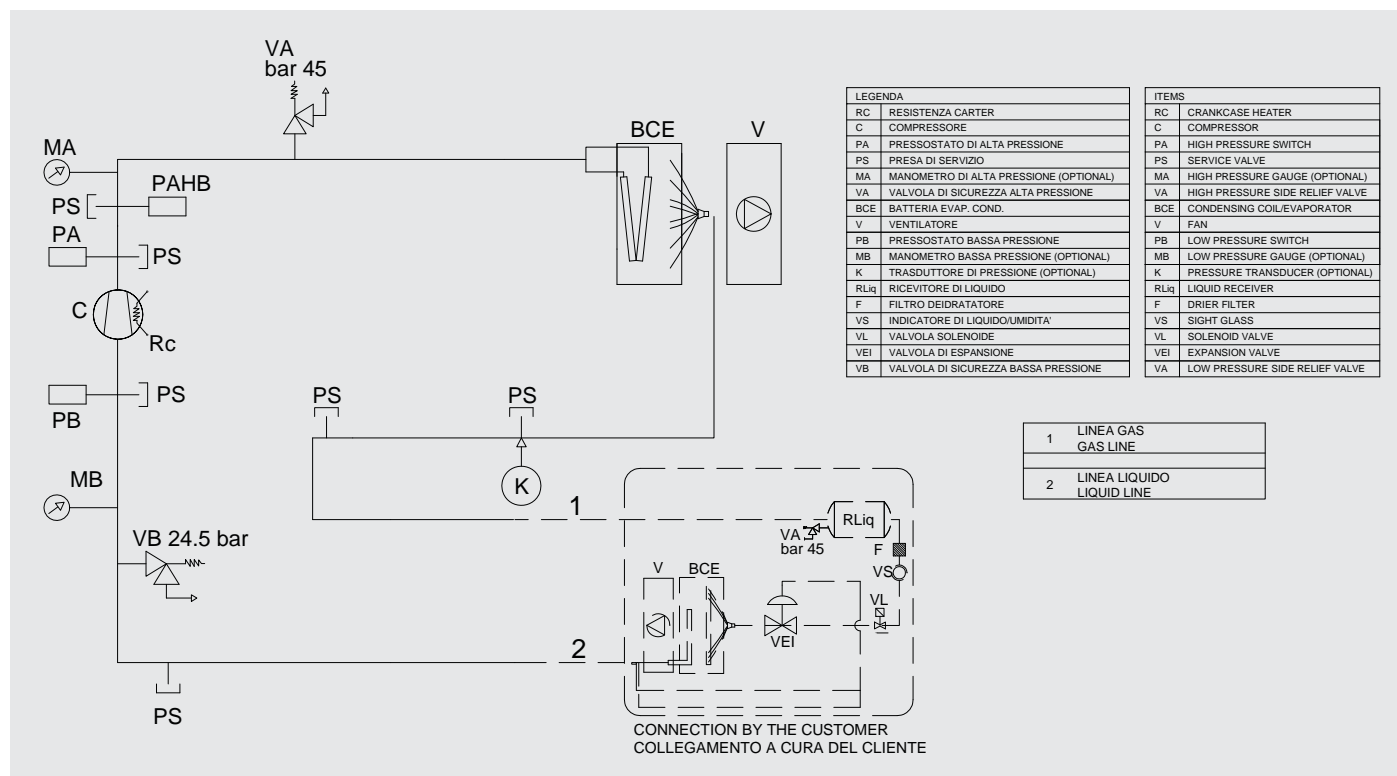 VA
bar 45
MA
PAHB
PS
PA
PS
C
Rc
PS
PB
MB
VB 24.5 bar
PS
BCE
V
PS
PS
K
1
2
VA
bar 45
RLiq
F
VS
VL
V
BCE
VEI
CONNECTION BY THE CUSTOMER
COLLEGAMENTO A CURA DEL CLIENTE
LEGENDA
RC RESISTENZA CARTER
C COMPRESSORE
PA PRESSOSTATO DI ALTA PRESSIONE
PS PRESA DI SERVIZIO
MA MANOMETRO DI ALTA PRESSIONE (OPTIONAL)
VA VALVOLA DI SICUREZZA ALTA PRESSIONE
BCE BATTERIA EVAP. COND.
V VENTILATORE
PB PRESSOSTATO BASSA PRESSIONE
MB MANOMETRO BASSA PRESSIONE (OPTIONAL)
K TRASDUTTORE DI PRESSIONE (OPTIONAL)
RLiq RICEVITORE DI LIQUIDO
F FILTRO DEIDRATATORE
VS INDICATORE DI LIQUIDO/UMIDITA'
VL VALVOLA SOLENOIDE
VEI VALVOLA DI ESPANSIONE
VB VALVOLA DI SICUREZZA BASSA PRESSIONE
ITEMS
RC CRANKCASE HEATER
C COMPRESSOR
PA HIGH PRESSURE SWITCH
PS SERVICE VALVE
MA HIGH PRESSURE GAUGE (OPTIONAL)
VA HIGH PRESSURE SIDE RELIEF VALVE
BCE CONDENSING COIL/EVAPORATOR
V FAN
PB LOW PRESSURE SWITCH
MB LOW PRESSURE GAUGE (OPTIONAL)
K PRESSURE TRANSDUCER (OPTIONAL)
RLiq LIQUID RECEIVER
F DRIER FILTER
VS SIGHT GLASS
VL SOLENOID VALVE
VEI EXPANSION VALVE
VA LOW PRESSURE SIDE RELIEF VALVE
1 LINEA GAS
GAS LINE
2 LINEA LIQUIDO
LIQUID LINE